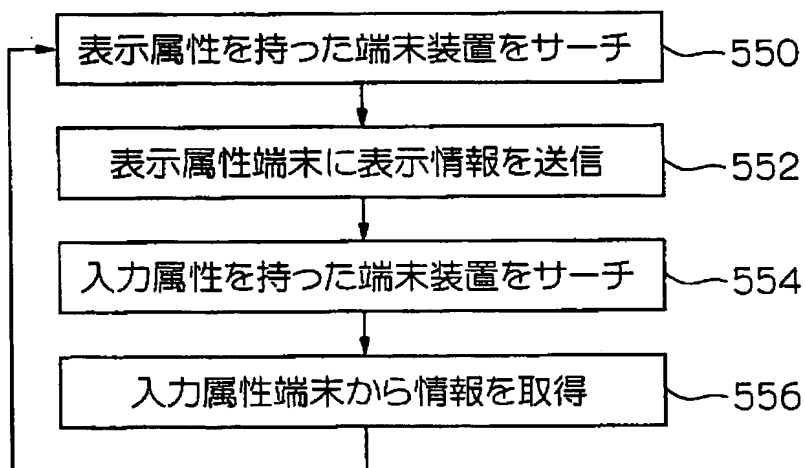 表示属性を持った端末装置をサーチ 550
表示属性端末に表示情報を送信 552
入力属性を持った端末装置をサーチ 554
入力属性端末から情報を取得 556